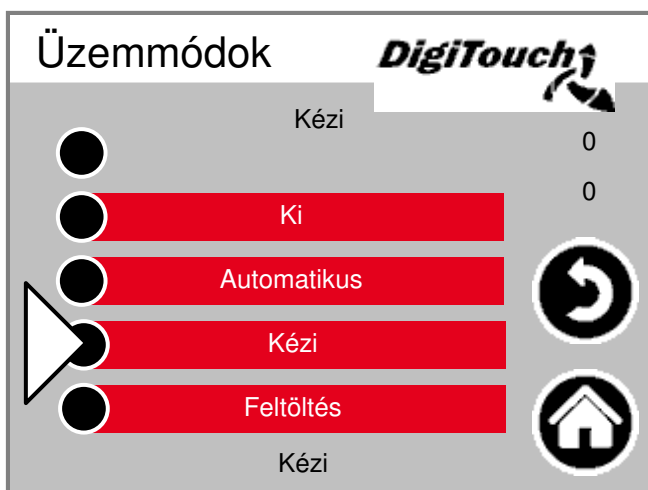 Üzemmódok
DigiTouch
Kézi
0
0
Ki
Automatikus
Kézi
Feltöltés
Kézi